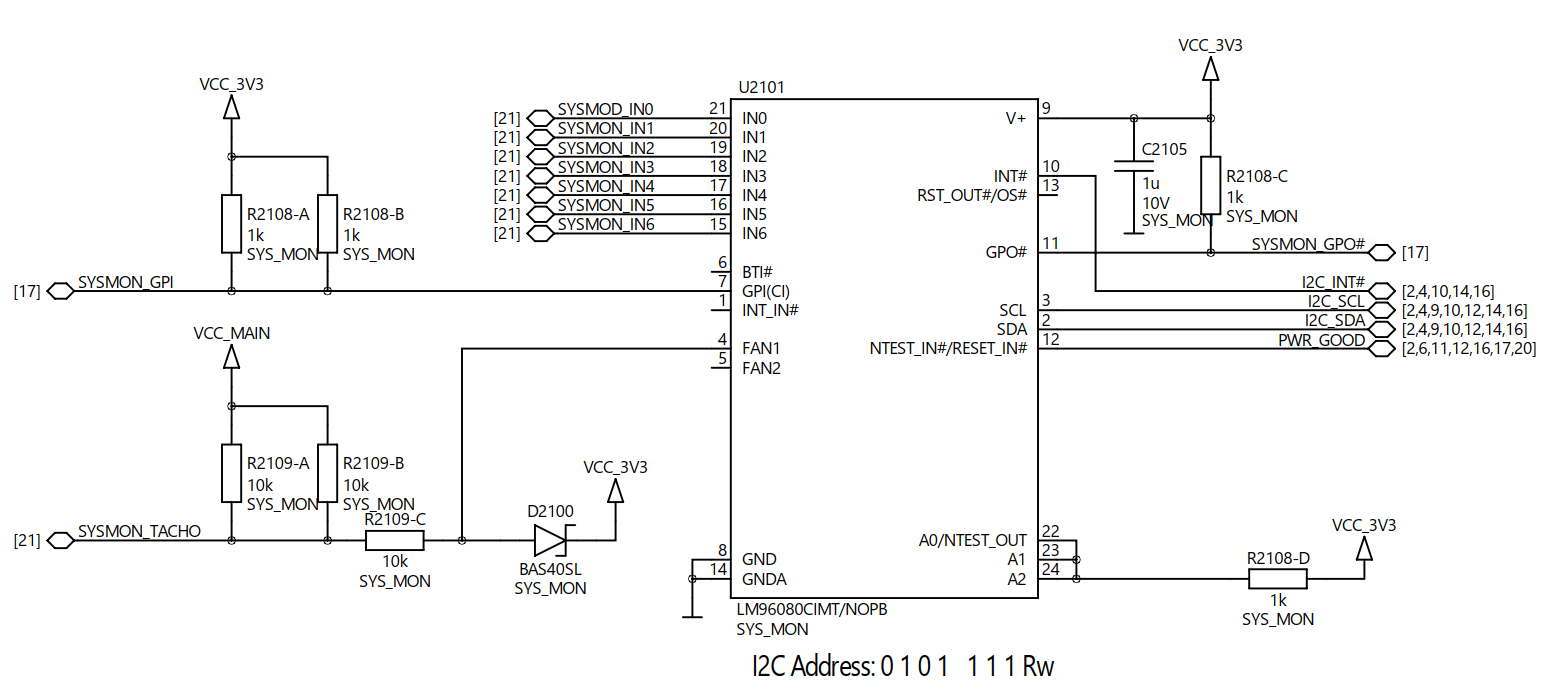 VCC_3V3
R2108-A
1k
SYS_MON
R2108-B
1k
SYS_MON
[17]
SYSMON_GPI
VCC_MAIN
R2109-A
10k
SYS_MON
R2109-B
10k
SYS_MON
[21]
SYSMON_TACHO
R2109-C
10k
SYS_MON
D2100
BAS40SL
SYS_MON
VCC_3V3
[21] SYSMOD_IN0 21 IN0
[21] SYSMON_IN1 20 IN1
[21] SYSMON_IN2 19 IN2
[21] SYSMON_IN3 18 IN3
[21] SYSMON_IN4 17 IN4
[21] SYSMON_IN5 16 IN5
[21] SYSMON_IN6 15 IN6
6 BTI#
7 GPI(CI)
1 INT_IN#
4 FAN1
5 FAN2
8 GND
14 GNDA
U2101
V+ 9
INT# 10
RST_OUT#/OS# 13
GPO# 11
SCL 3
SDA 2
NTEST_IN#/RESET_IN# 12
A0/NTEST_OUT 22
A1 23
A2 24
LM96080CIMT/NOPB
SYS_MON
VCC_3V3
C2105
1u
10V
SYS_MON
R2108-C
1k
SYS_MON
SYSMON_GPO# [17]
I2C_INT# [2,4,10,14,16]
I2C_SCL [2,4,9,10,12,14,16]
I2C_SDA [2,4,9,10,12,14,16]
PWR_GOOD [2,6,11,12,16,17,20]
VCC_3V3
R2108-D
1k
SYS_MON
I2C Address: 0 1 0 1 1 1 1 Rw